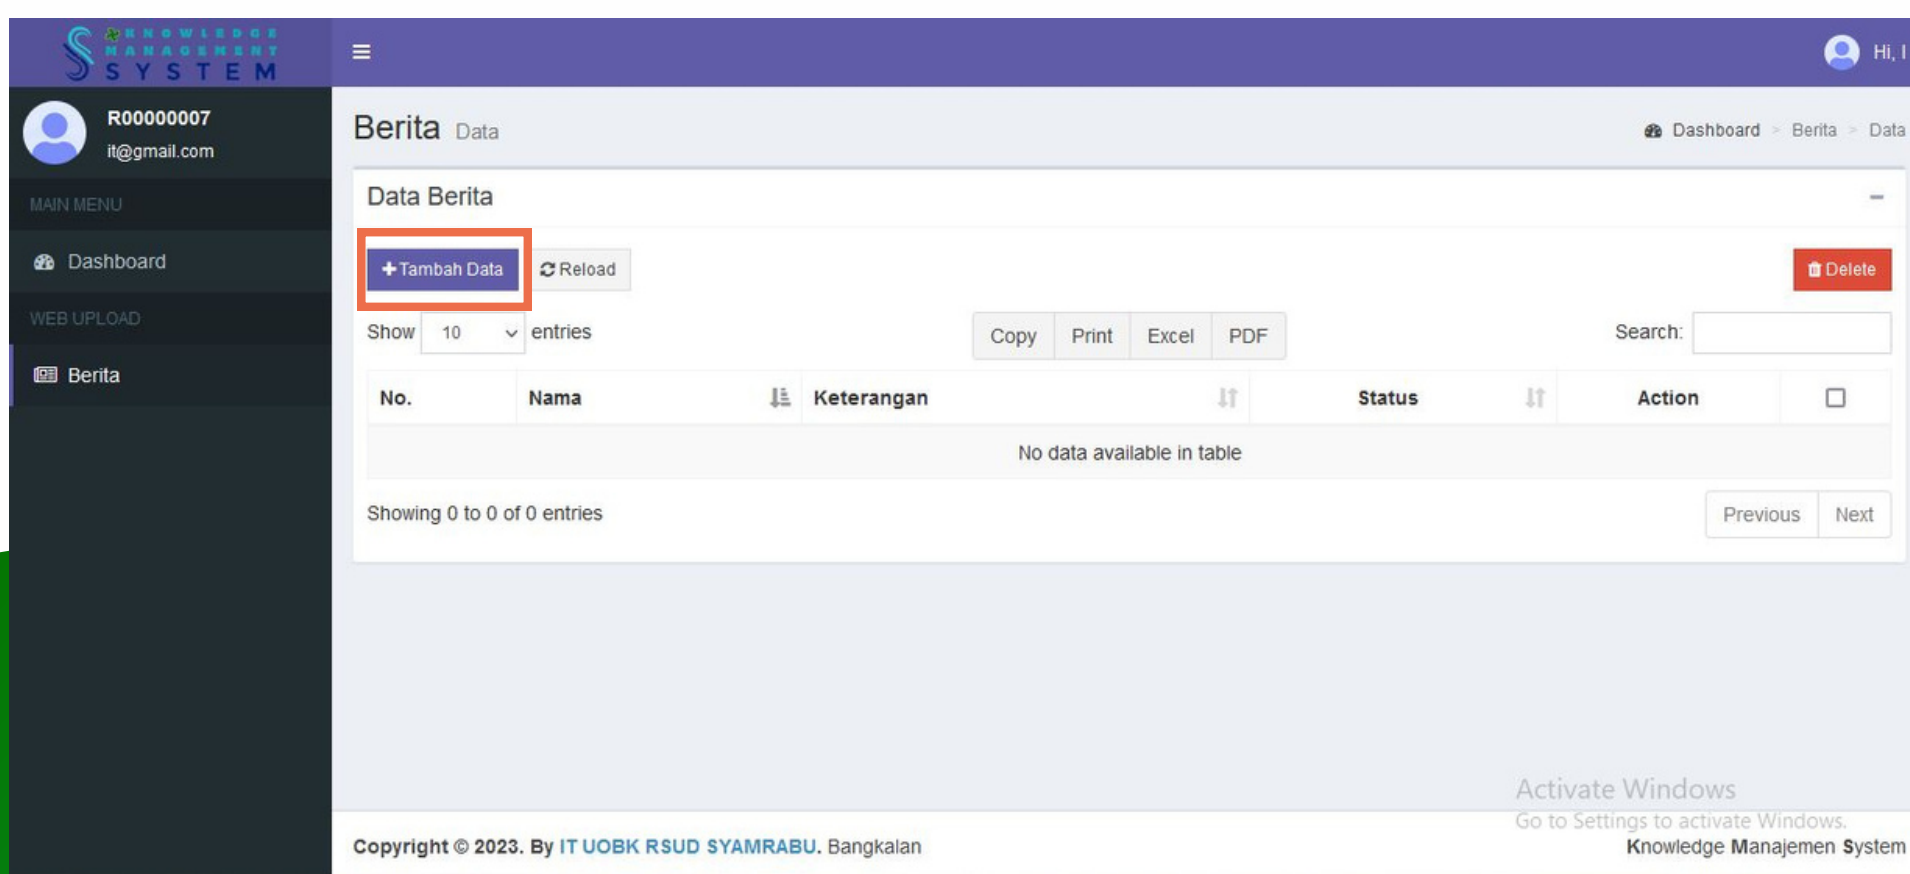 KNOWLEDGE
MANAGEMENT
SYSTEM
Hi, I
R00000007
it@gmail.com
Berita Data
Dashboard > Berita > Data
MAIN MENU
Data Berita
Dashboard
Tambah Data Reload Delete
WEB UPLOAD
Show 10 entries Copy Print Excel PDF Search:
Berita
No. Nama Keterangan Status Action
No data available in table
Showing 0 to 0 of 0 entries Previous Next
Activate Windows
Go to Settings to activate Windows.
Copyright © 2023. By IT UOBK RSUD SYAMRABU. Bangkalan Knowledge Manajemen System